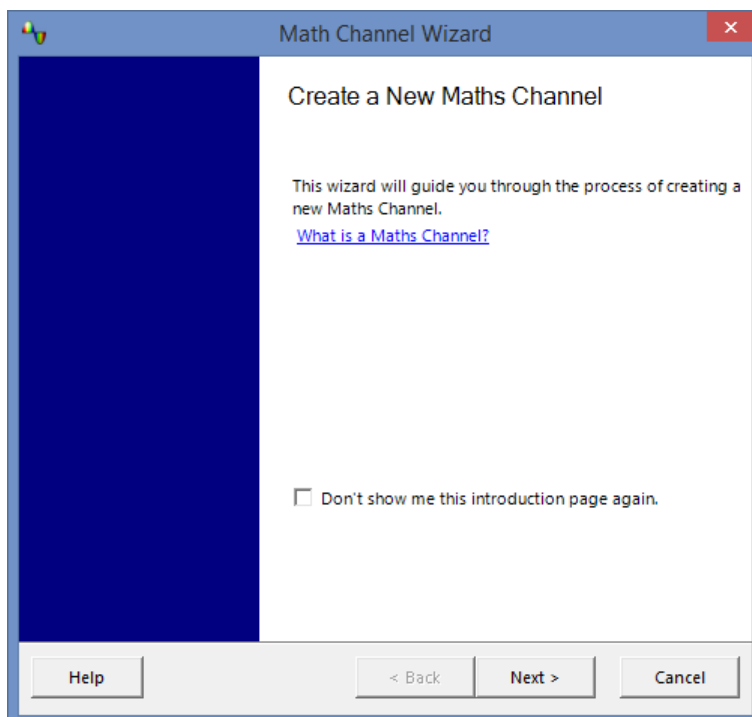 Math Channel Wizard
Create a New Maths Channel
This wizard will guide you through the process of creating a
new Maths Channel.
What is a Maths Channel?
Don't show me this introduction page again.
Help
< Back
Next >
Cancel